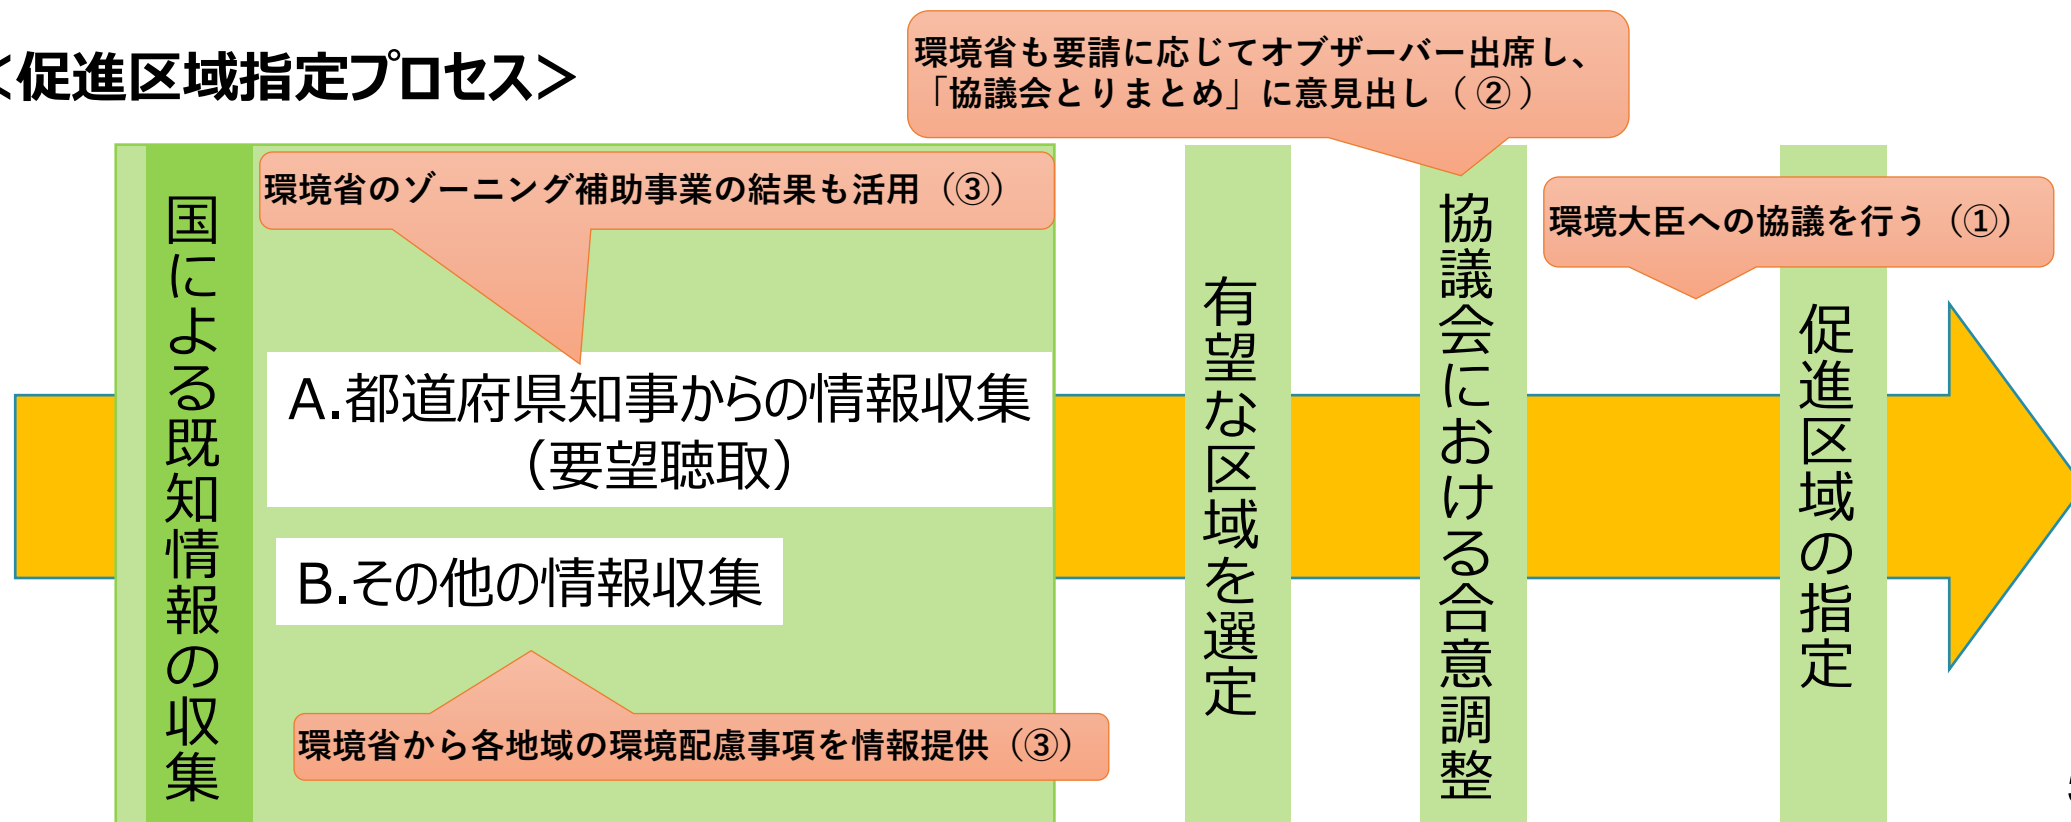 <促進区域指定プロセス>
環境省も要請に応じてオブザーバー出席し、
「協議会とりまとめ」に意見出し（②）
国による既知情報の収集
環境省のゾーニング補助事業の結果も活用（③）
A.都道府県知事からの情報収集
（要望聴取）
B.その他の情報収集
環境省から各地域の環境配慮事項を情報提供（③）
有望な区域を選定
協議会における合意調整
環境大臣への協議を行う（①）
促進区域の指定